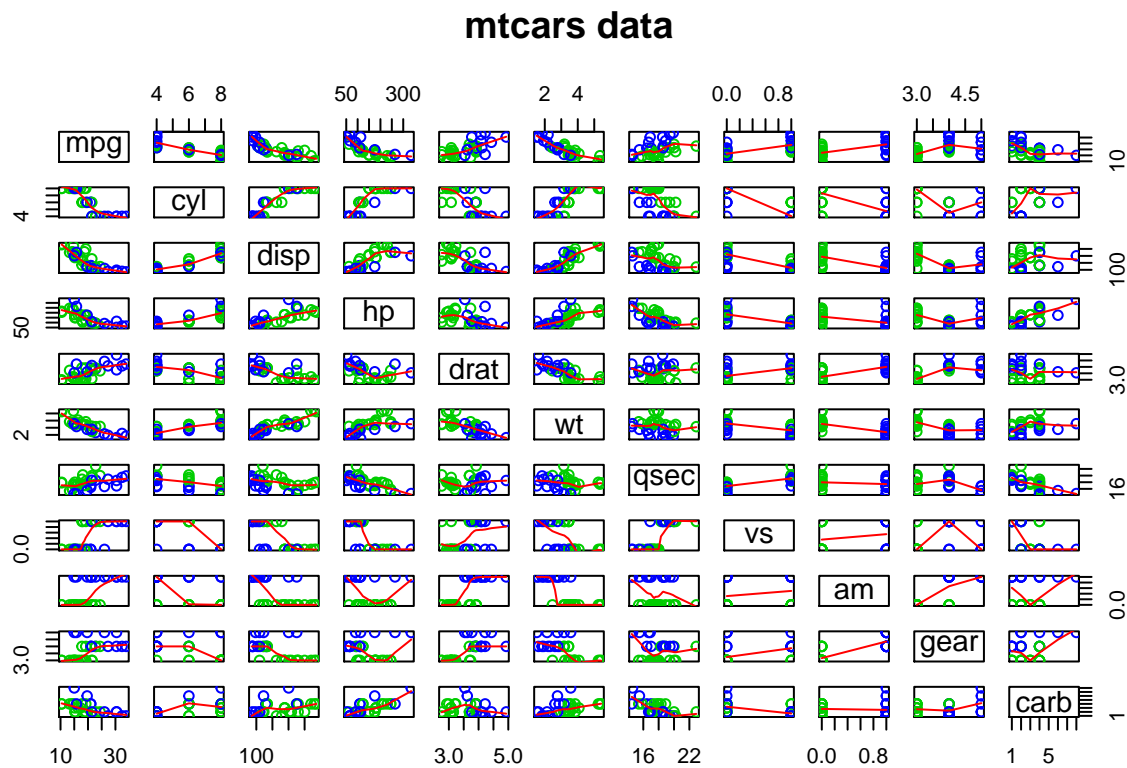 mtcars data
4 6 8 50 300 2 4 0.0 0.8 3.0 4.5
mpg 10
4 cyl
disp 100
50 hp
drat 3.0
2 wt
qsec 16
0.0 vs
am 0.0
3.0 gear
carb 1
10 30 100 3.0 5.0 16 22 0.0 0.8 1 5